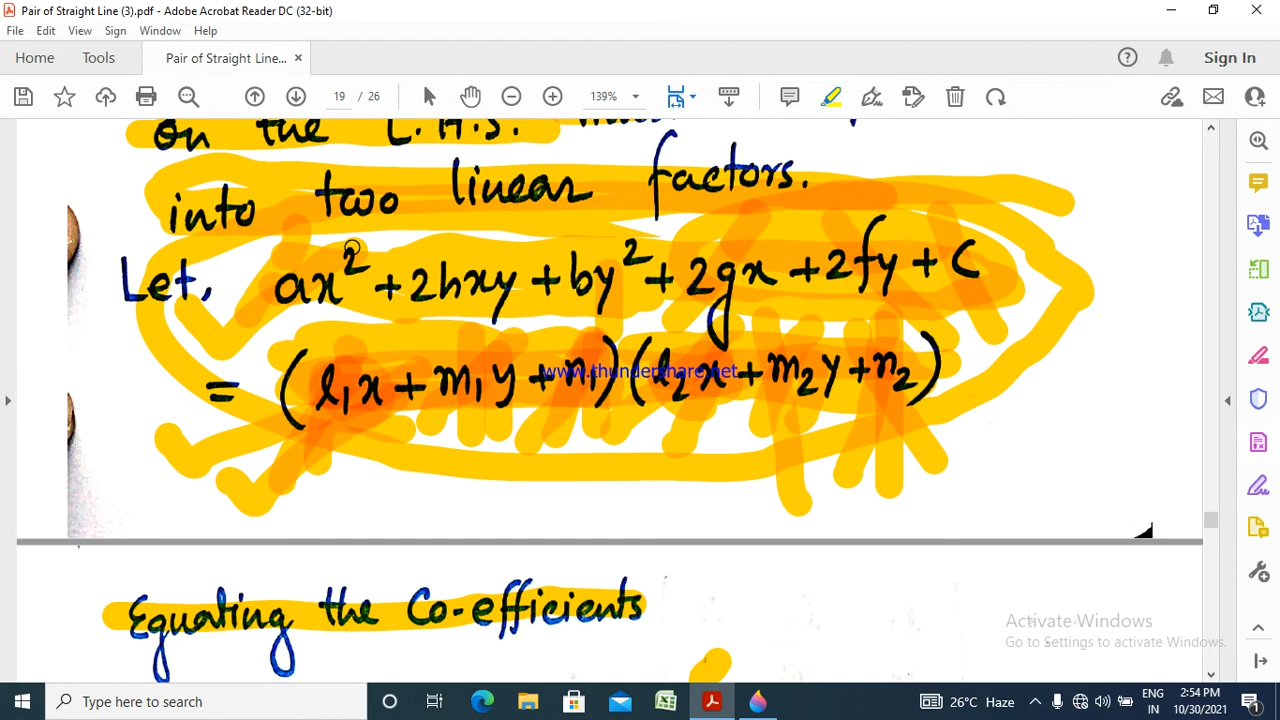 Pair of Straight Line (3).pdf - Adobe Acrobat Reader DC (32-bit)
File Edit View Sign Window Help
Home Tools Pair of Straight Line... × Sign In
19 / 26 139%
on the L.H.S.
into two linear factors.
Let, ax² + 2hxy + by² + 2gx + 2fy + c
= (l₁x + m₁y + n₁)(l₂x + m₂y + n₂)
www.thundershare.net
Equating the Co-efficients
Activate Windows
Go to Settings to activate Windows.
Type here to search
26°C Haze
ENG
IN
2:54 PM
10/30/2021